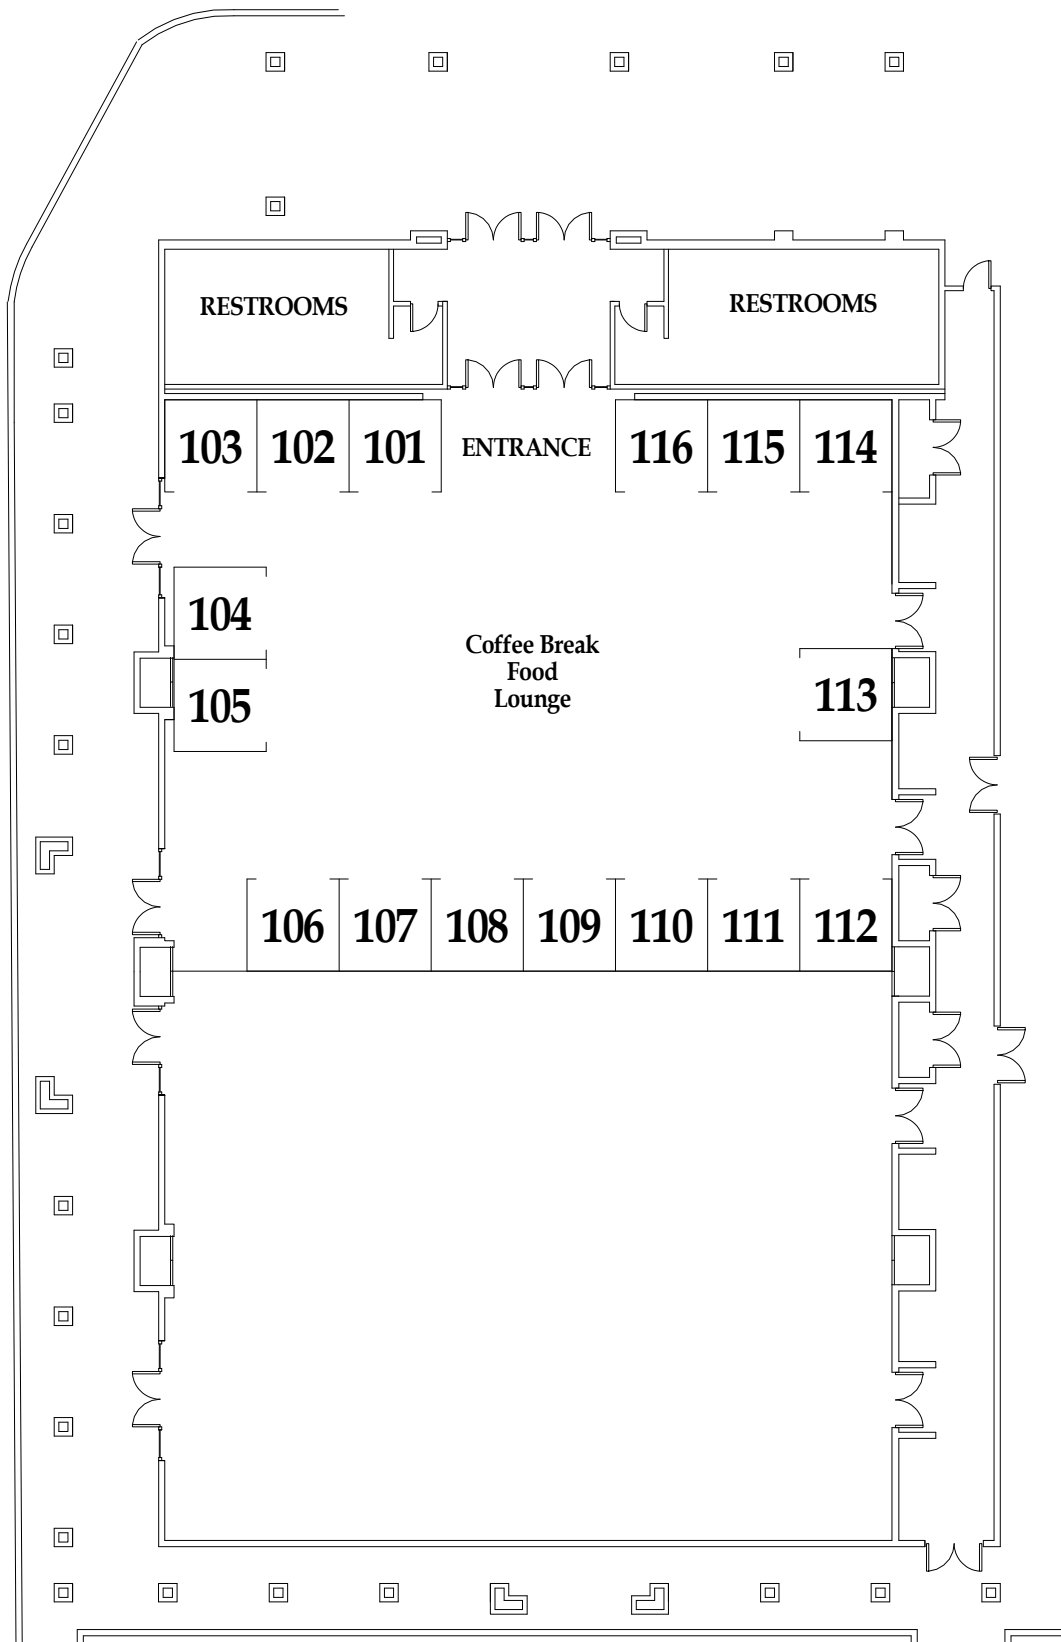 RESTROOMS
RESTROOMS
103 102 101 ENTRANCE 116 115 114
104
Coffee Break
Food
Lounge
105
113
106 107 108 109 110 111 112